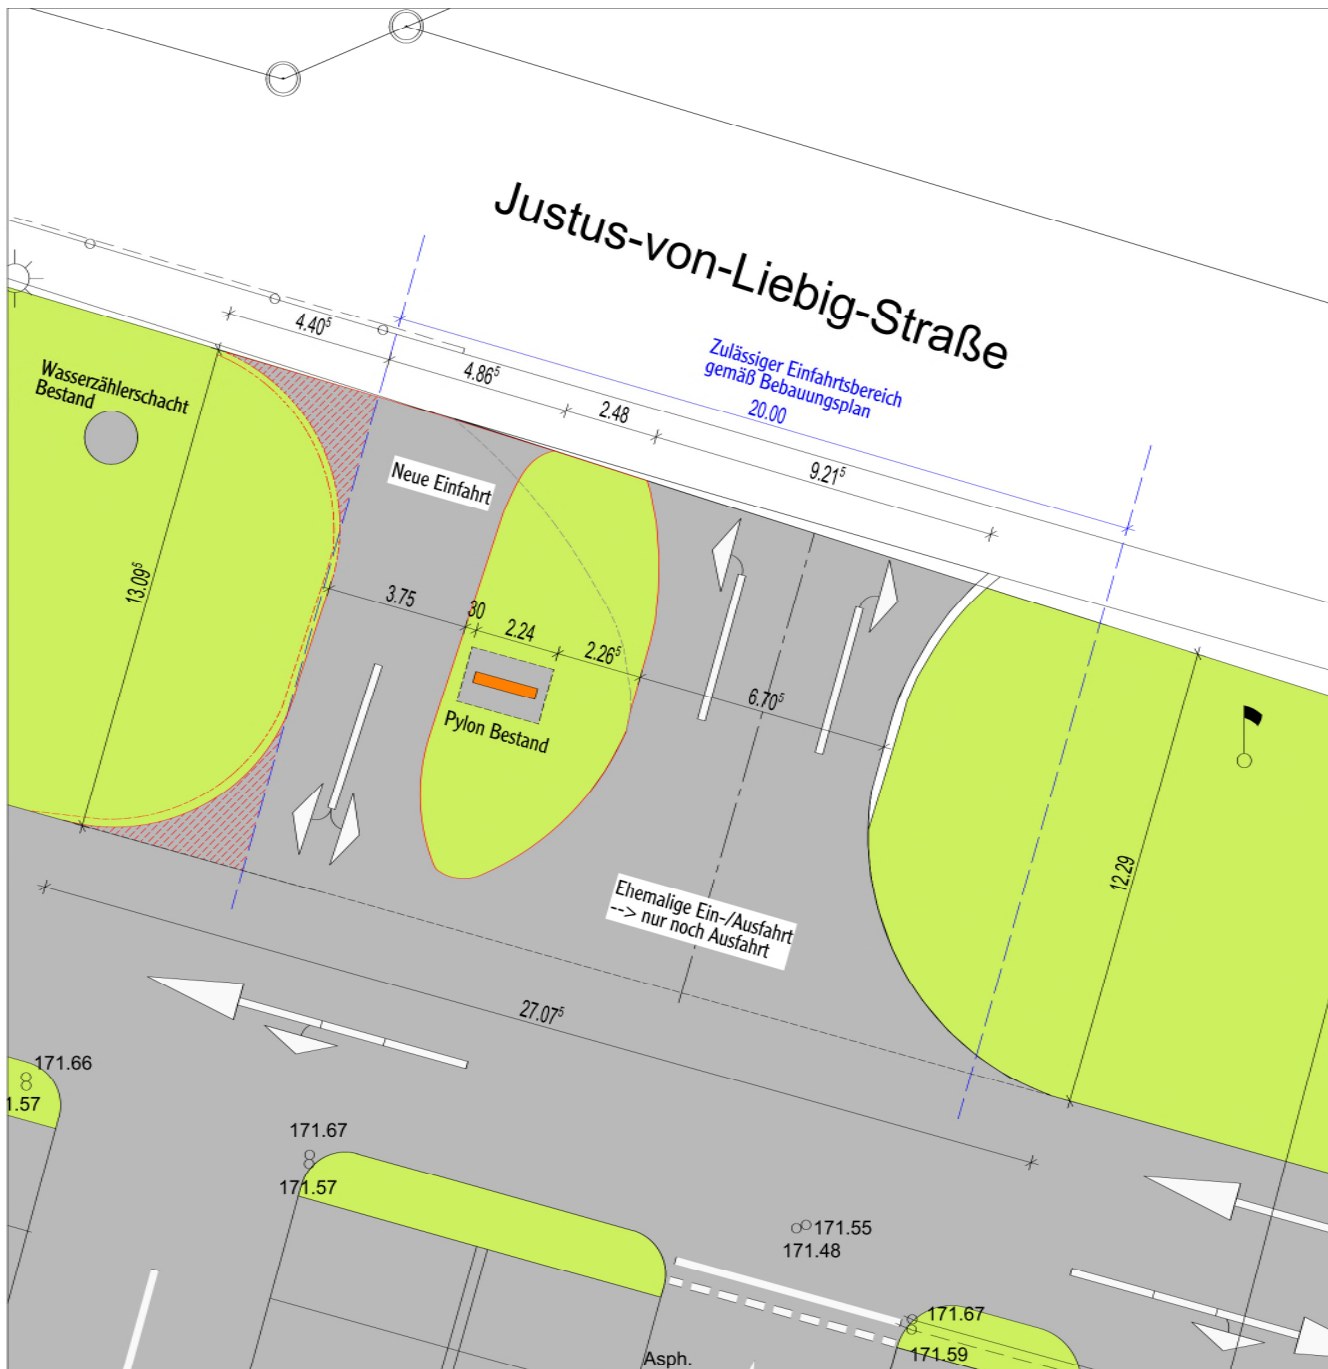 Justus-von-Liebig-Straße
Zulässiger Einfahrtsbereich
gemäß Bebauungsplan
20.00
4.40⁵
4.86⁵
2.48
9.21⁵
Wasserzählerschacht
Bestand
Neue Einfahrt
13.09⁵
3.75
30
2.24
2.26⁵
6.70⁵
Pylon Bestand
12.29
Ehemalige Ein-/Ausfahrt
--> nur noch Ausfahrt
27.07⁵
171.66
1.57
171.67
171.57
171.55
171.48
171.67
171.59
Asph.